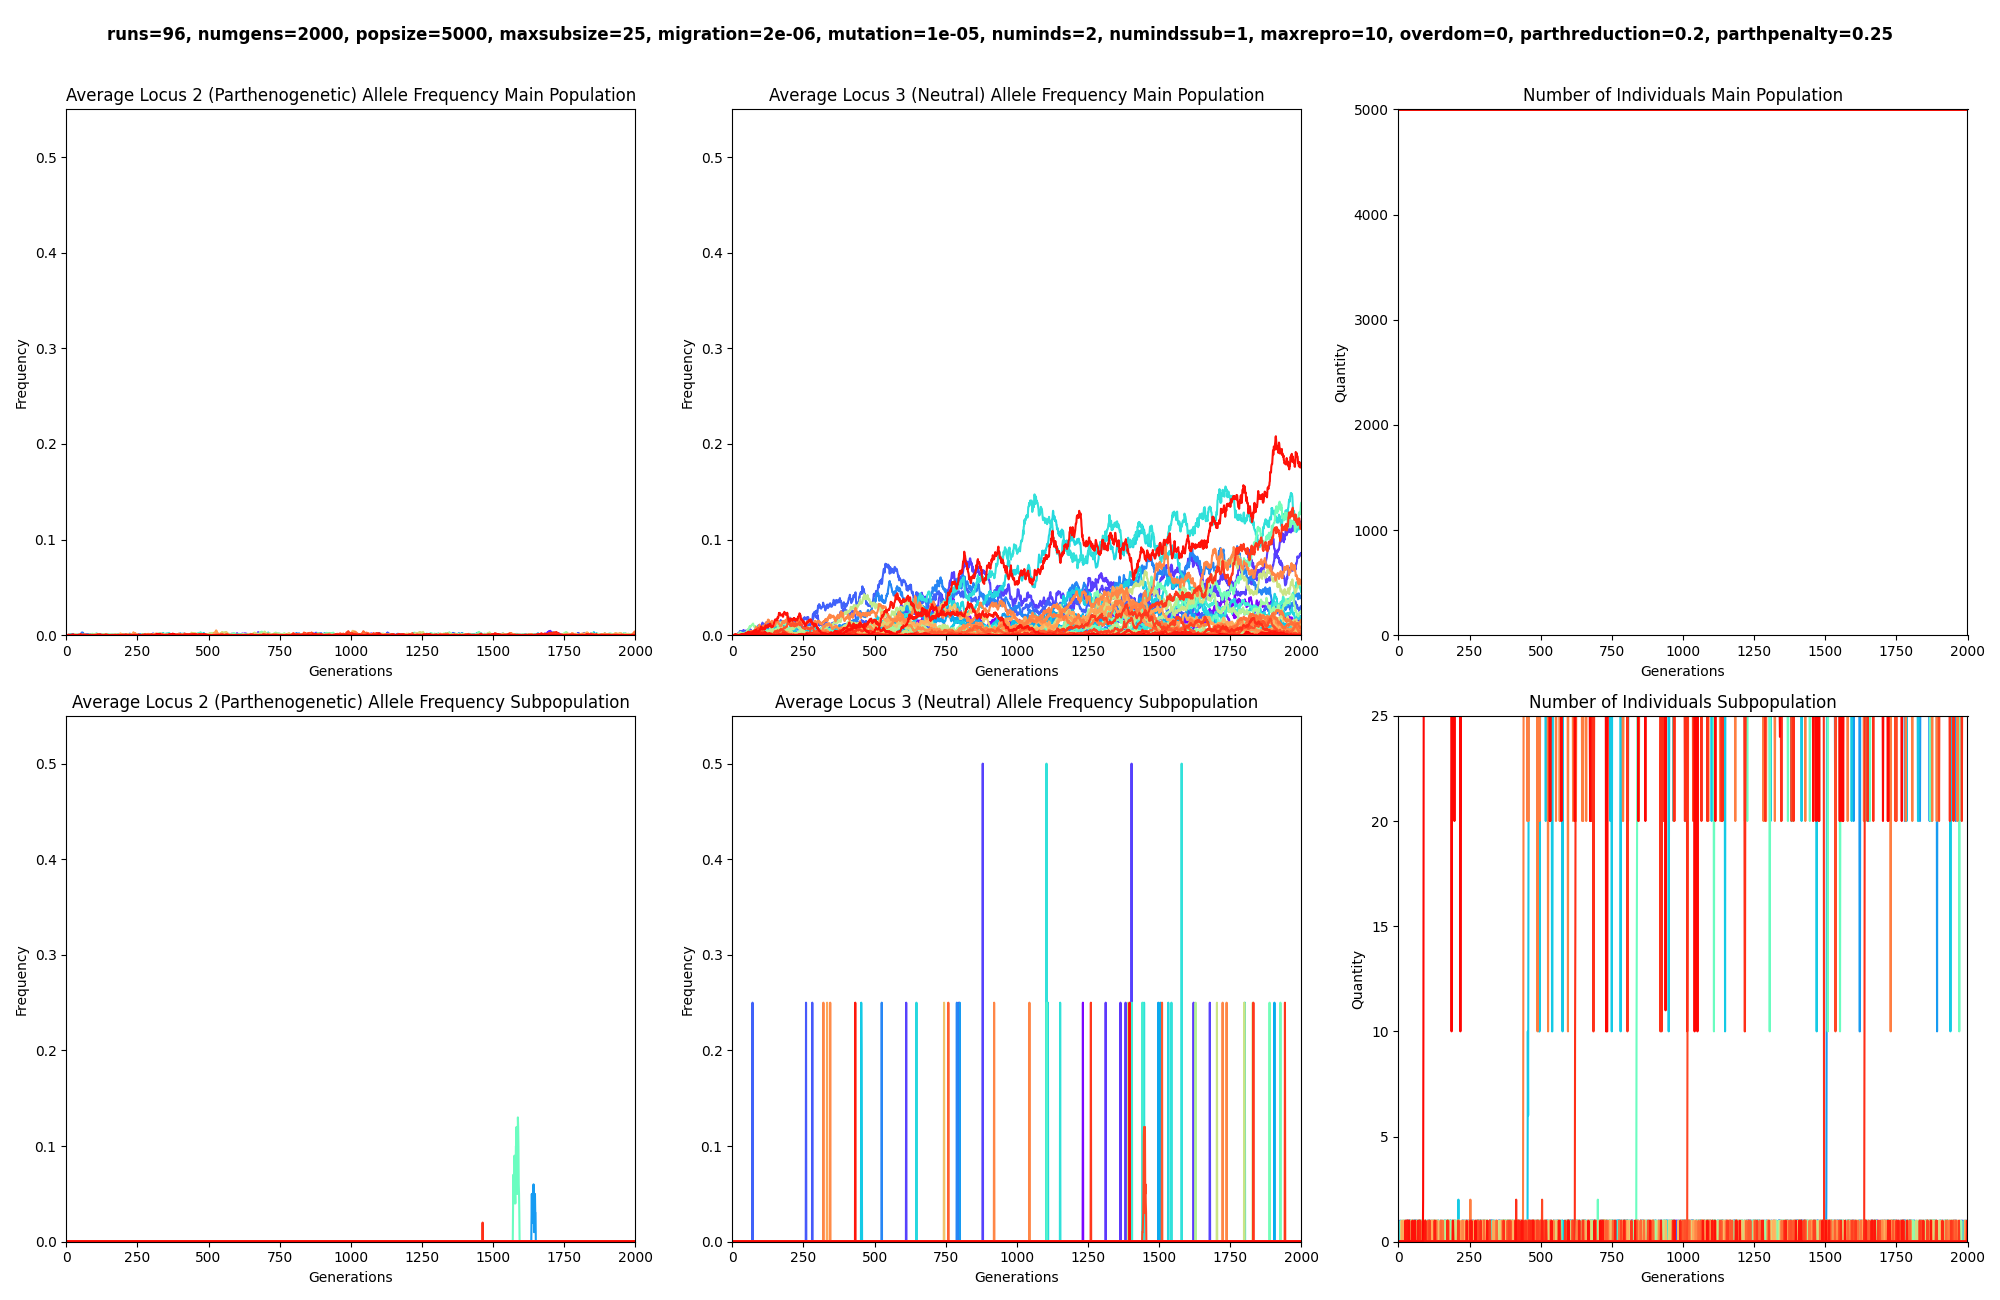 runs=96, numgens=2000, popsize=5000, maxsubsize=25, migration=2e-06, mutation=1e-05, numinds=2, numindssub=1, maxrepro=10, overdom=0, parthreduction=0.2, parthpenalty=0.25
Average Locus 2 (Parthenogenetic) Allele Frequency Main Population
0.5
0.4
0.3
0.2
0.1
0.0
Frequency
0 250 500 750 1000 1250 1500 1750 2000
Generations
Average Locus 3 (Neutral) Allele Frequency Main Population
0.5
0.4
0.3
0.2
0.1
0.0
Frequency
0 250 500 750 1000 1250 1500 1750 2000
Generations
Number of Individuals Main Population
5000
4000
3000
2000
1000
0
Quantity
0 250 500 750 1000 1250 1500 1750 2000
Generations
Average Locus 2 (Parthenogenetic) Allele Frequency Subpopulation
0.5
0.4
0.3
0.2
0.1
0.0
Frequency
0 250 500 750 1000 1250 1500 1750 2000
Generations
Average Locus 3 (Neutral) Allele Frequency Subpopulation
0.5
0.4
0.3
0.2
0.1
0.0
Frequency
0 250 500 750 1000 1250 1500 1750 2000
Generations
Number of Individuals Subpopulation
25
20
15
10
5
0
Quantity
0 250 500 750 1000 1250 1500 1750 2000
Generations